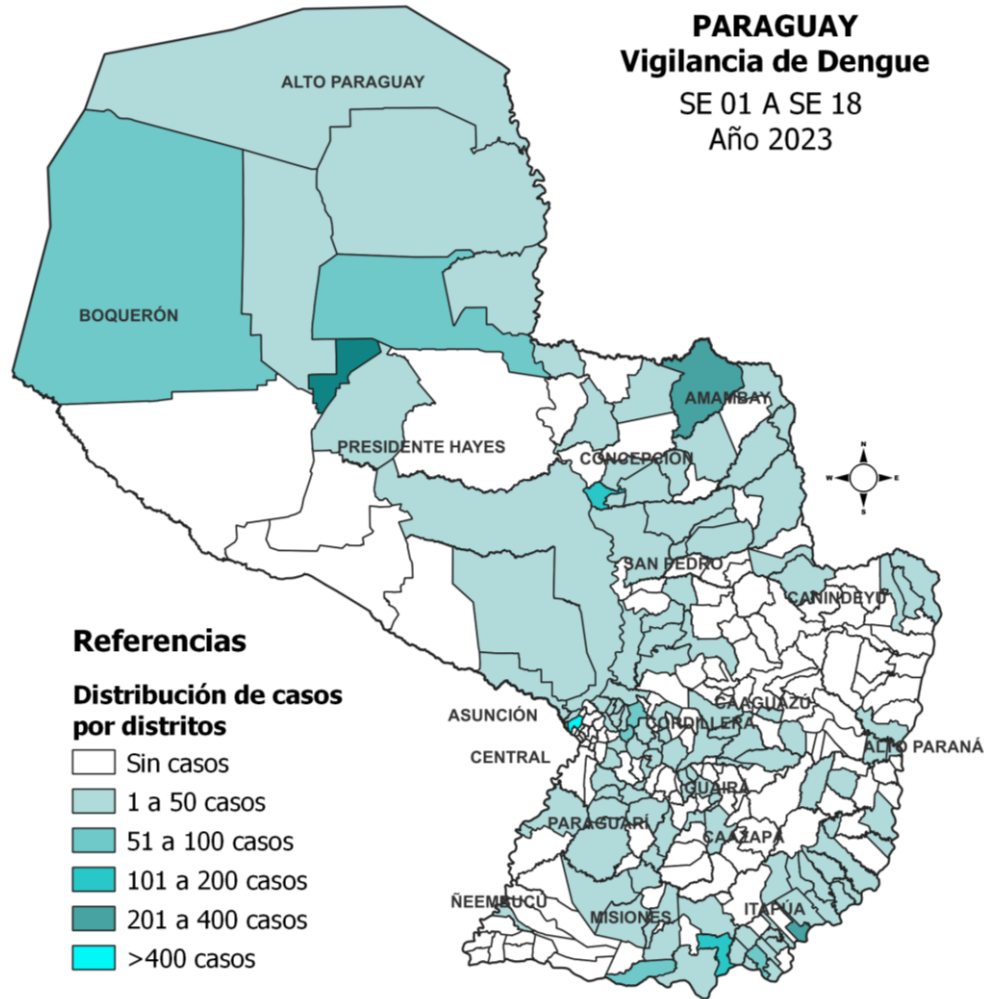 PARAGUAY
Vigilancia de Dengue
SE 01 A SE 18
Año 2023
ALTO PARAGUAY
BOQUERÓN
AMAMBAY
PRESIDENTE HAYES
CONCEPCIÓN
N
W
E
S
SAN PEDRO
CANINDEYÚ
Referencias
Distribución de casos
por distritos
Sin casos
1 a 50 casos
51 a 100 casos
101 a 200 casos
201 a 400 casos
>400 casos
ASUNCIÓN
CAAGUAZÚ
CORDILLERA
CENTRAL
ALTO PARANÁ
GUAIRÁ
PARAGUARÍ
CAAZAPÁ
ÑEEMBUCÚ
MISIONES
ITAPÚA